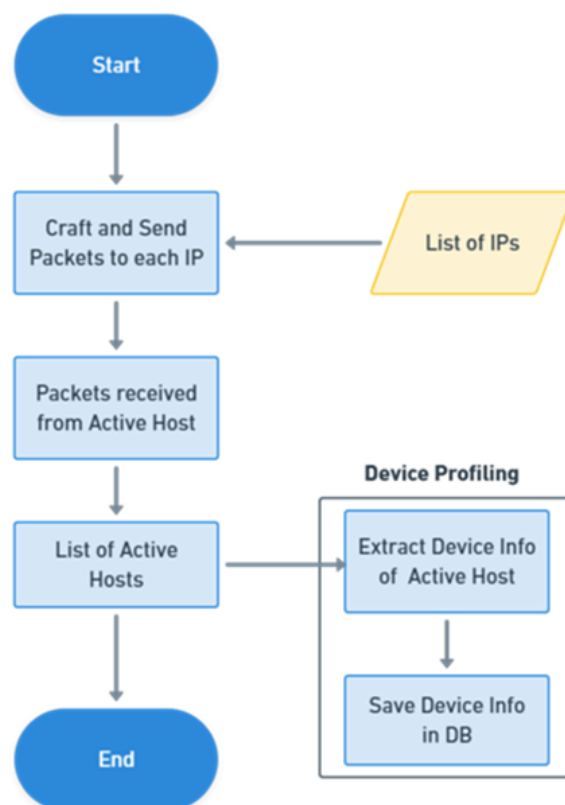 Start
Craft and Send
Packets to each IP
List of IPs
Packets received
from Active Host
List of Active
Hosts
Device Profiling
Extract Device Info
of Active Host
Save Device Info
in DB
End